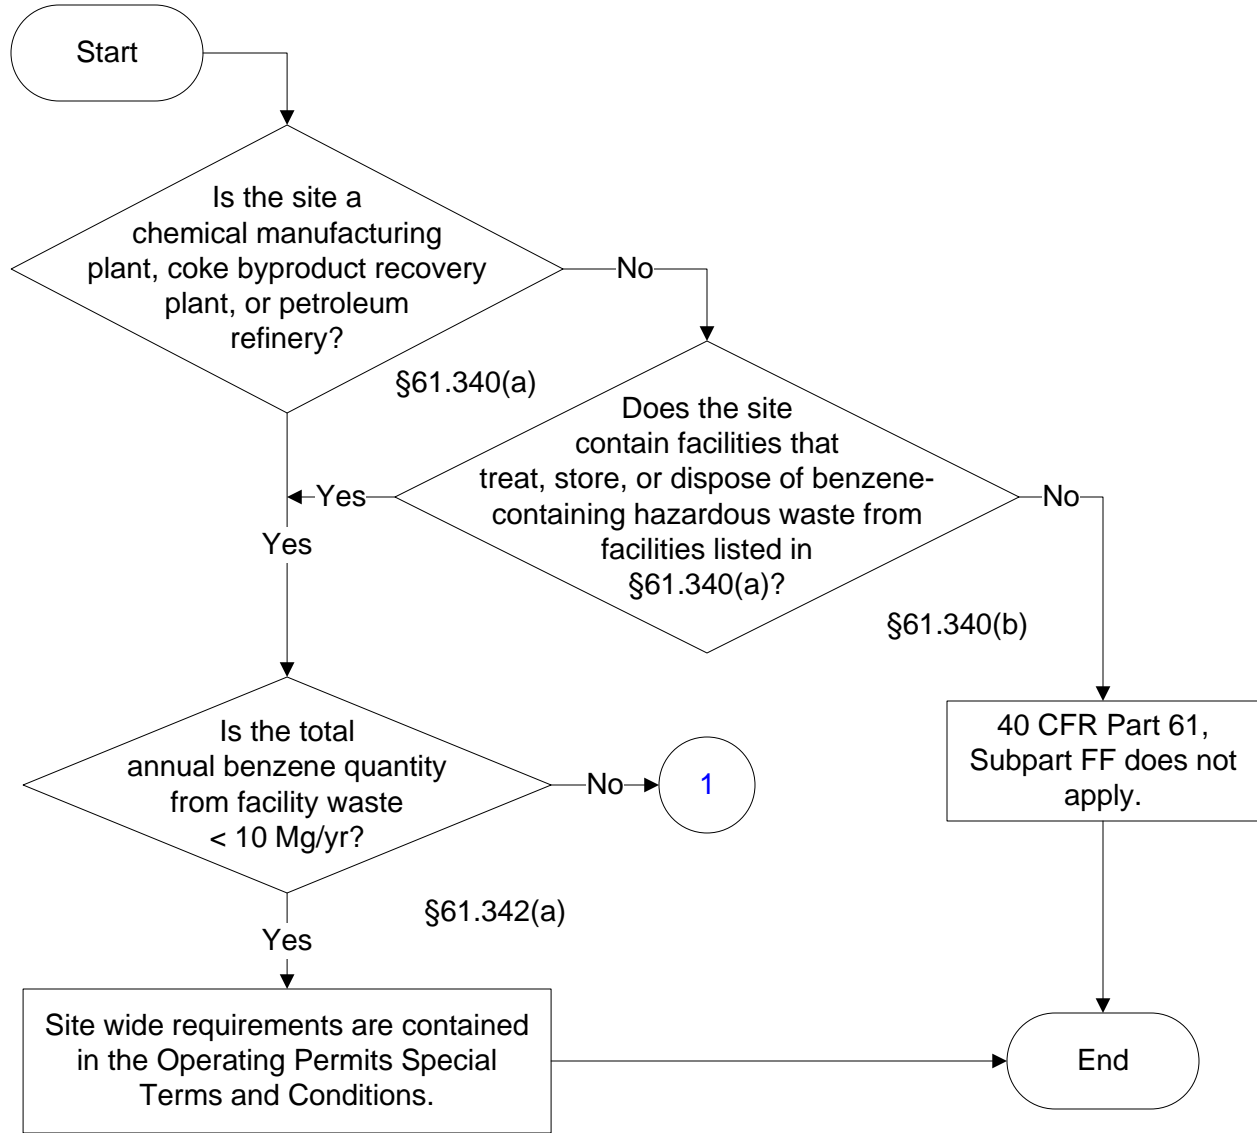 Start
Is the site a
chemical manufacturing
plant, coke byproduct recovery
plant, or petroleum
refinery?
No
§61.340(a)
Does the site
contain facilities that
treat, store, or dispose of benzene-
containing hazardous waste from
facilities listed in
§61.340(a)?
Yes
No
Yes
§61.340(b)
Is the total
annual benzene quantity
from facility waste
< 10 Mg/yr?
No
1
40 CFR Part 61,
Subpart FF does not
apply.
§61.342(a)
Yes
Site wide requirements are contained
in the Operating Permits Special
Terms and Conditions.
End